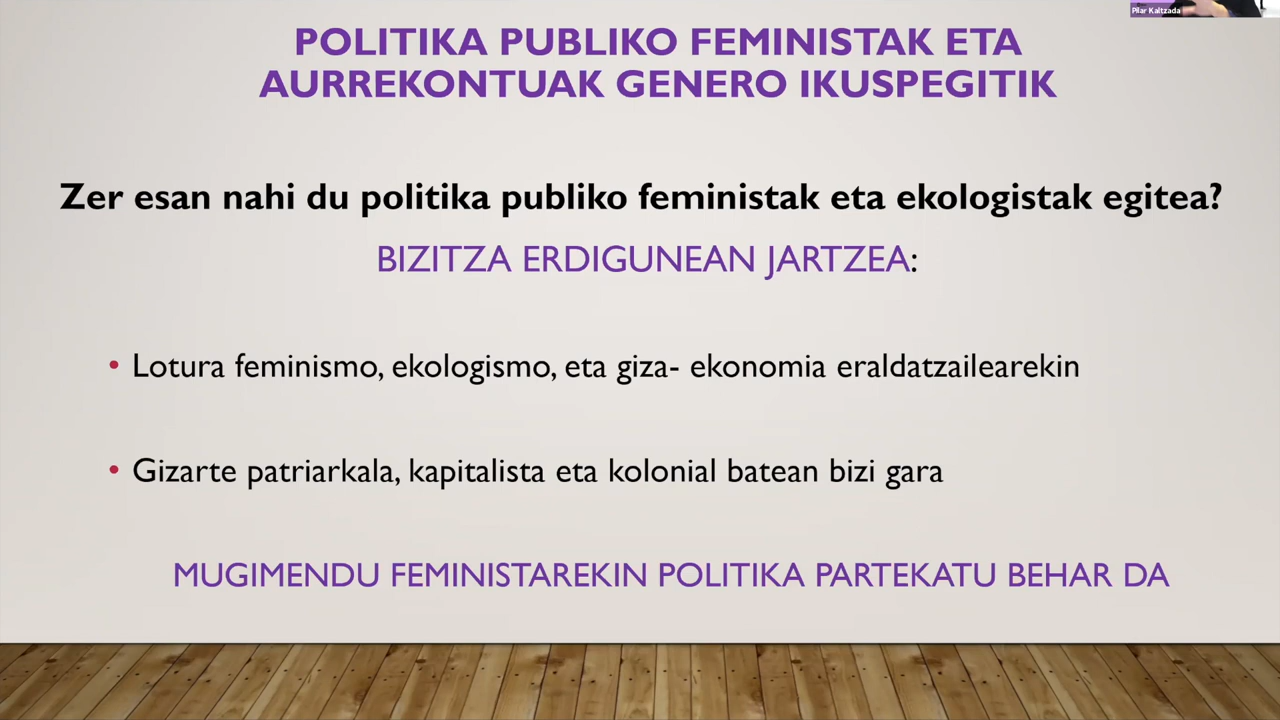 Pilar Kaltzada
POLITIKA PUBLIKO FEMINISTAK ETA
AURREKONTUAK GENERO IKUSPEGITIK
Zer esan nahi du politika publiko feministak eta ekologistak egitea?
BIZITZA ERDIGUNEAN JARTZEA:
• Lotura feminismo, ekologismo, eta giza- ekonomia eraldatzailearekin
• Gizarte patriarkala, kapitalista eta kolonial batean bizi gara
MUGIMENDU FEMINISTAREKIN POLITIKA PARTEKATU BEHAR DA